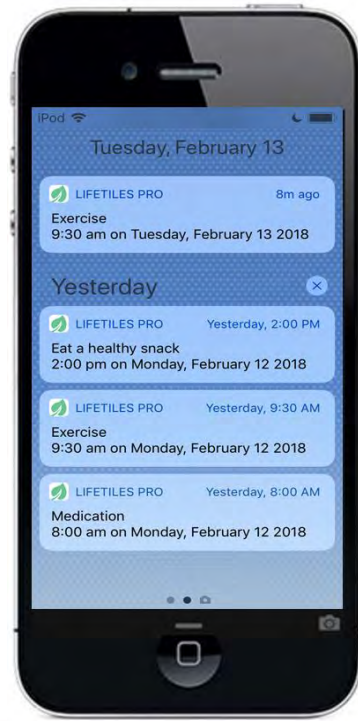 iPod
Tuesday, February 13
LIFETILES PRO 8m ago
Exercise
9:30 am on Tuesday, February 13 2018
Yesterday
LIFETILES PRO Yesterday, 2:00 PM
Eat a healthy snack
2:00 pm on Monday, February 12 2018
LIFETILES PRO Yesterday, 9:30 AM
Exercise
9:30 am on Monday, February 12 2018
LIFETILES PRO Yesterday, 8:00 AM
Medication
8:00 am on Monday, February 12 2018